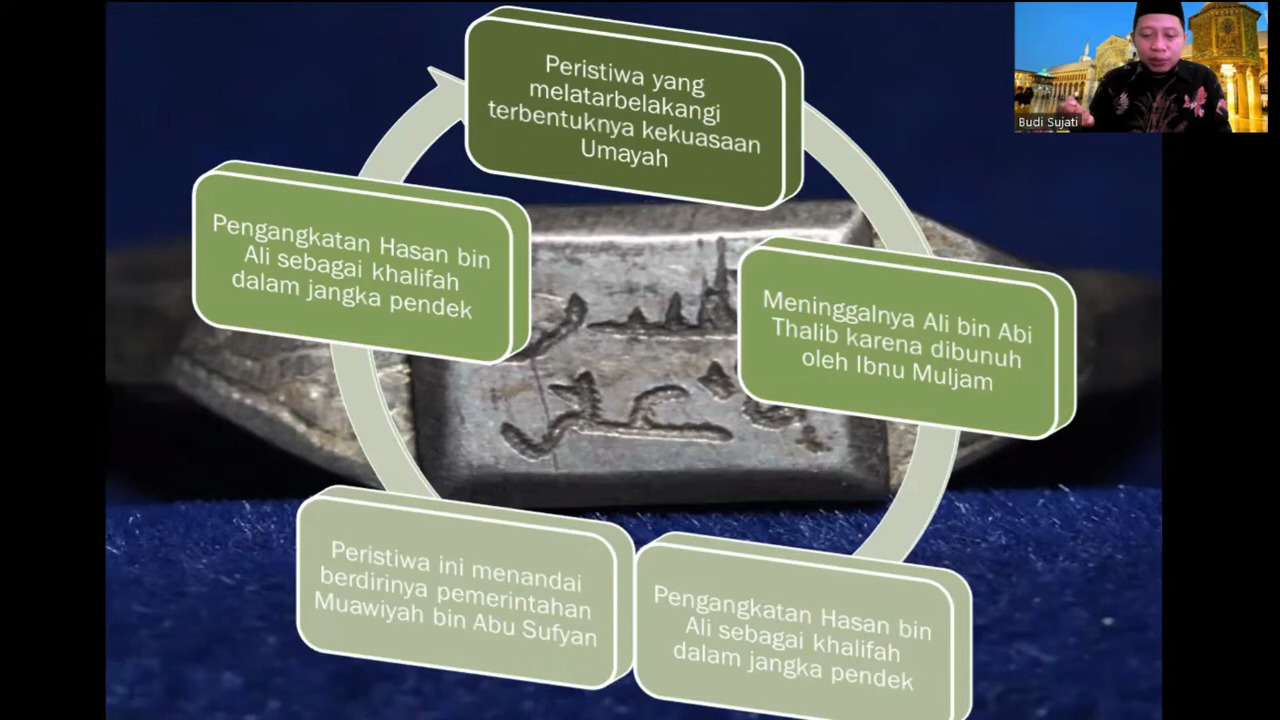 Peristiwa yang
melatarbelakangi
terbentuknya kekuasaan
Umayah
Meninggalnya Ali bin Abi
Thalib karena dibunuh
oleh Ibnu Muljam
Pengangkatan Hasan bin
Ali sebagai khalifah
dalam jangka pendek
Peristiwa ini menandai
berdirinya pemerintahan
Muawiyah bin Abu Sufyan
Pengangkatan Hasan bin
Ali sebagai khalifah
dalam jangka pendek
Budi Sujati